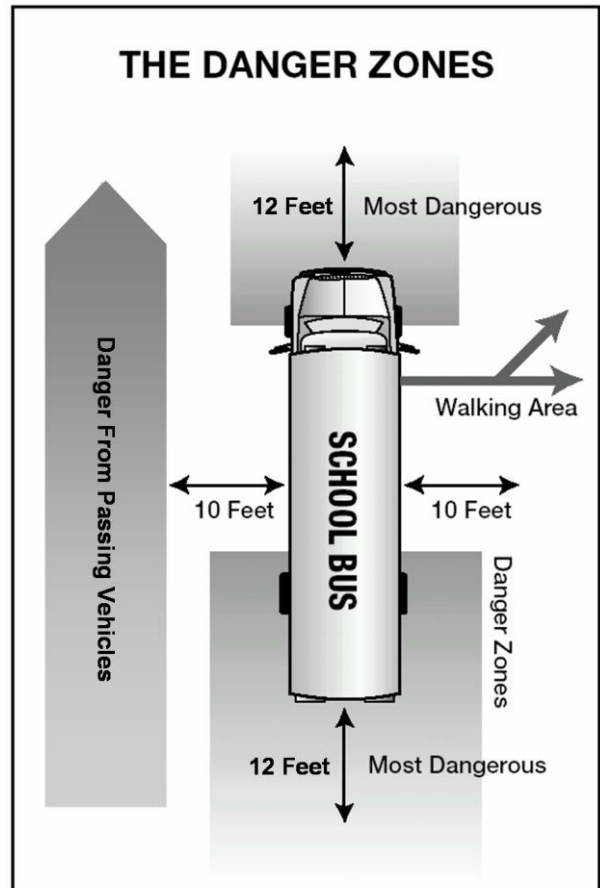 THE DANGER ZONES
12 Feet
Most Dangerous
Danger From Passing Vehicles
Walking Area
SCHOOL BUS
10 Feet
10 Feet
Danger Zones
12 Feet
Most Dangerous